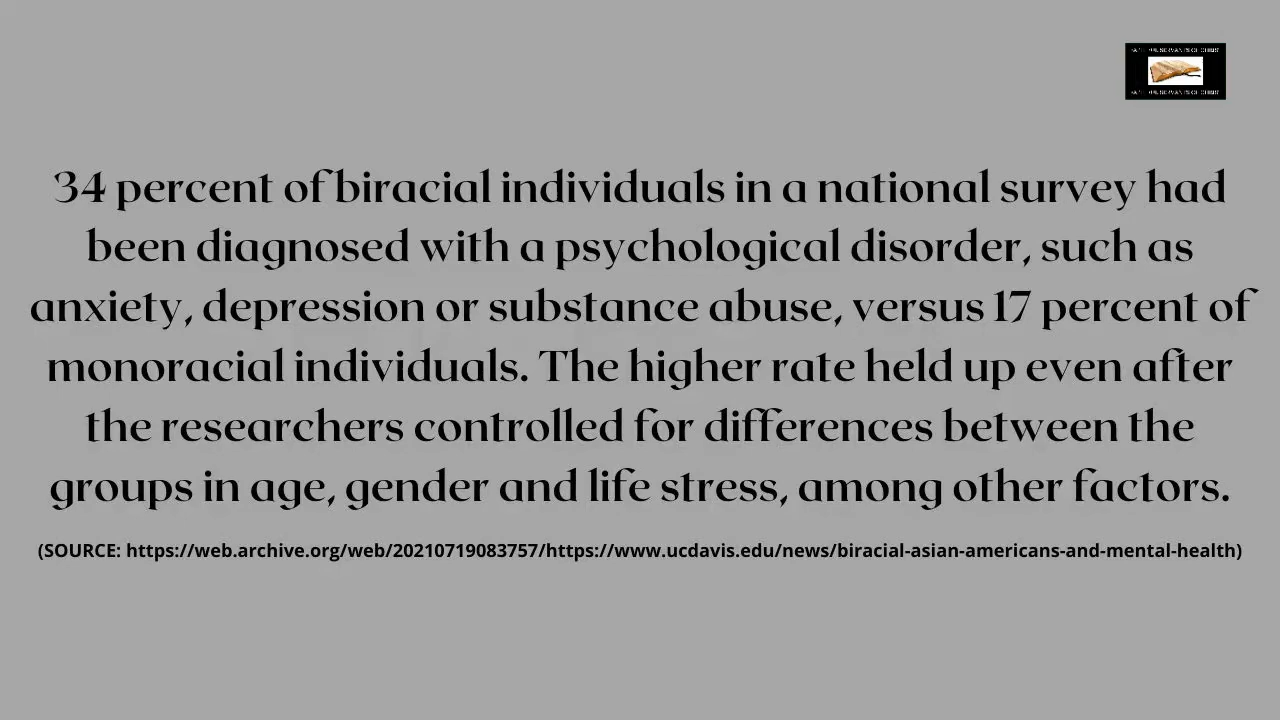 34 percent of biracial individuals in a national survey had
been diagnosed with a psychological disorder, such as
anxiety, depression or substance abuse, versus 17 percent of
monoracial individuals. The higher rate held up even after
the researchers controlled for differences between the
groups in age, gender and life stress, among other factors.
(SOURCE: https://web.archive.org/web/20210719083757/https://www.ucdavis.edu/news/biracial-asian-americans-and-mental-health)